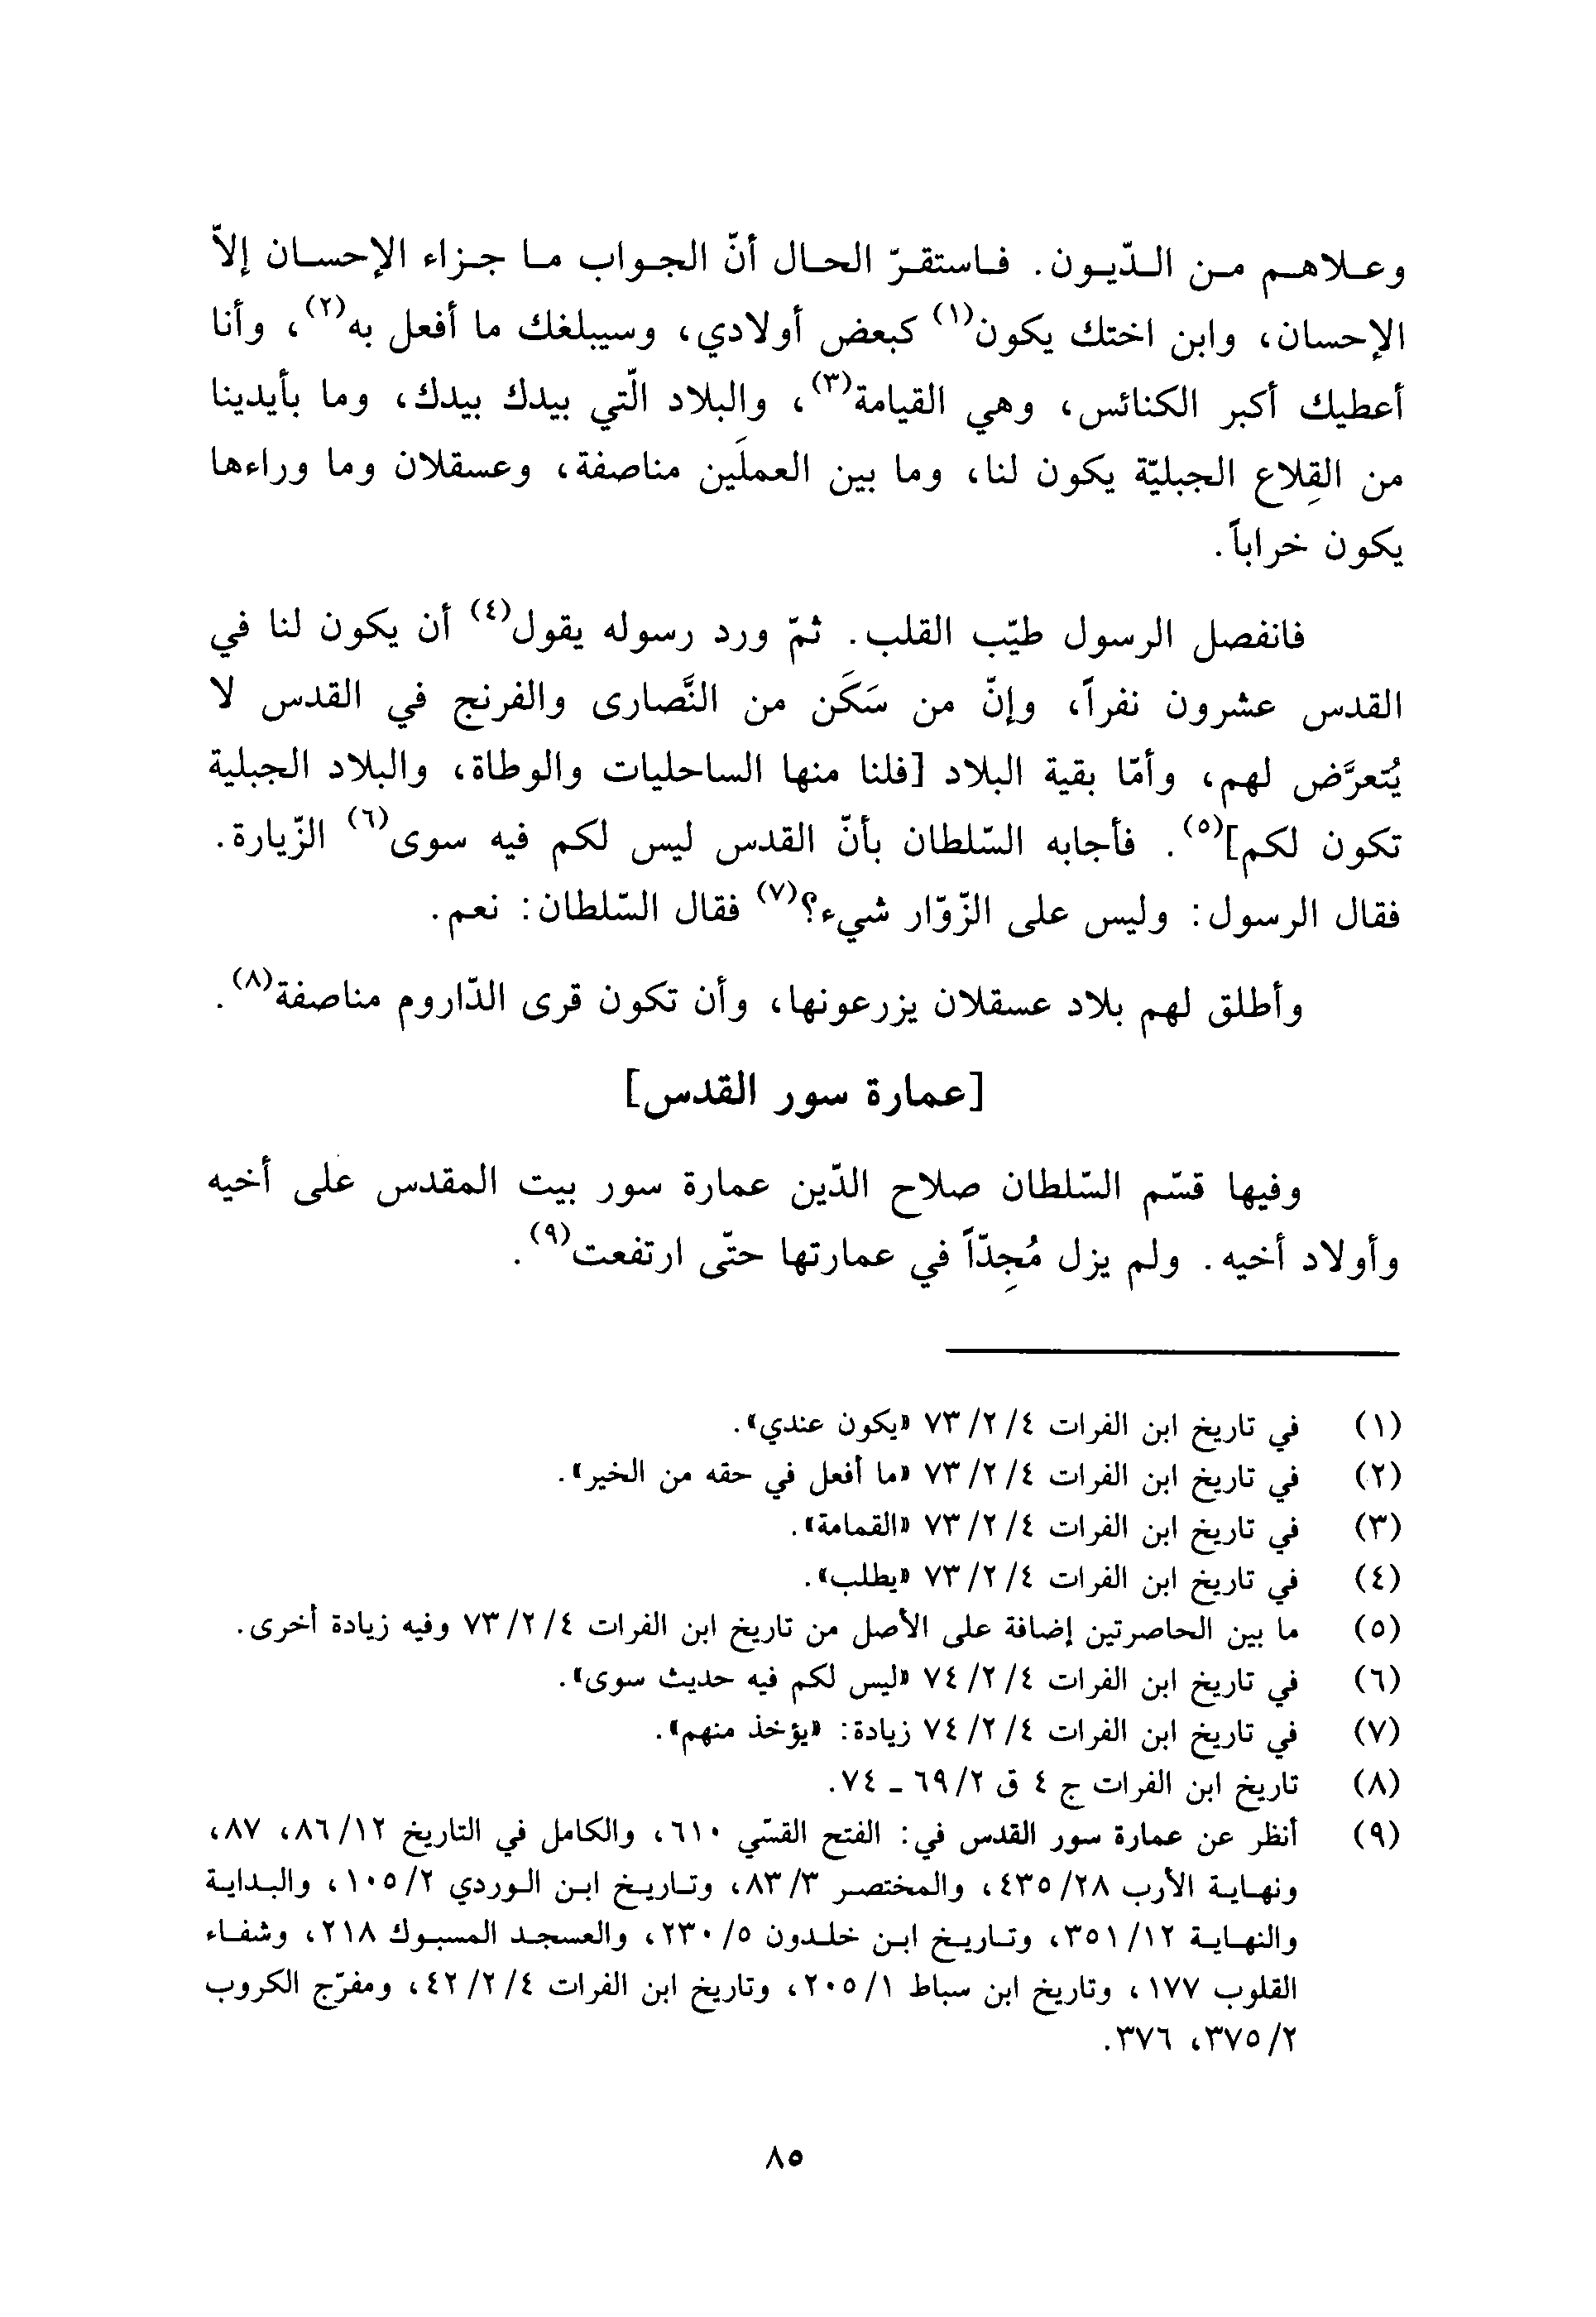 وعلاهم من الدّيون. فاستقرّ الحال أنّ الجواب ما جزاء الإحسان إلاّ
الإحسان، وابن اختك يكون(١) كبعض أولادي، وسيبلغك ما أفعل به(٢)، وأنا
أعطيك أكبر الكنائس، وهي القيامة(٣)، والبلاد الّتي بيدك بيدك، وما بأيدينا
من القِلاع الجبليّة يكون لنا، وما بين العملَين مناصفة، وعسقلان وما وراءها
يكون خراباً.
فانفصل الرسول طيّب القلب. ثمّ ورد رسوله يقول(٤) أن يكون لنا في
القدس عشرون نفراً، وإنّ من سَكَن من النَّصارى والفرنج في القدس لا
يُتعرَّض لهم، وأمّا بقية البلاد [فلنا منها الساحليات والوطاة، والبلاد الجبلية
تكون لكم](٥). فأجابه السّلطان بأنّ القدس ليس لكم فيه سوى(٦) الزّيارة.
فقال الرسول: وليس على الزّوّار شيء؟(٧) فقال السّلطان: نعم.
وأطلق لهم بلاد عسقلان يزرعونها، وأن تكون قرى الدّاروم مناصفة(٨).
[عمارة سور القدس]
وفيها قسّم السّلطان صلاح الدّين عمارة سور بيت المقدس على أخيه
وأولاد أخيه. ولم يزل مُجِدّاً في عمارتها حتّى ارتفعت(٩).
(١) في تاريخ ابن الفرات ٤/٢/٧٣ «يكون عندي».
(٢) في تاريخ ابن الفرات ٤/٢/٧٣ «ما أفعل في حقه من الخير».
(٣) في تاريخ ابن الفرات ٤/٢/٧٣ «القمامة».
(٤) في تاريخ ابن الفرات ٤/٢/٧٣ «يطلب».
(٥) ما بين الحاصرتين إضافة على الأصل من تاريخ ابن الفرات ٤/٢/٧٣ وفيه زيادة أخرى.
(٦) في تاريخ ابن الفرات ٤/٢/٧٤ «ليس لكم فيه حديث سوى».
(٧) في تاريخ ابن الفرات ٤/٢/٧٤ زيادة: «يؤخذ منهم».
(٨) تاريخ ابن الفرات ج ٤ ق ٢/٦٩ - ٧٤.
(٩) أنظر عن عمارة سور القدس في: الفتح القسّي ٦١٠، والكامل في التاريخ ١٢/٨٦، ٨٧،
ونهاية الأرب ٢٨/٤٣٥، والمختصر ٣/٨٣، وتاريخ ابن الوردي ٢/١٠٥، والبداية
والنهاية ١٢/٣٥١، وتاريخ ابن خلدون ٥/٢٣٠، والعسجد المسبوك ٢١٨، وشفاء
القلوب ١٧٧، وتاريخ ابن سباط ١/٢٠٥، وتاريخ ابن الفرات ٤/٢/٤٢، ومفرّج الكروب
٢/٣٧٥، ٣٧٦.
٨٥